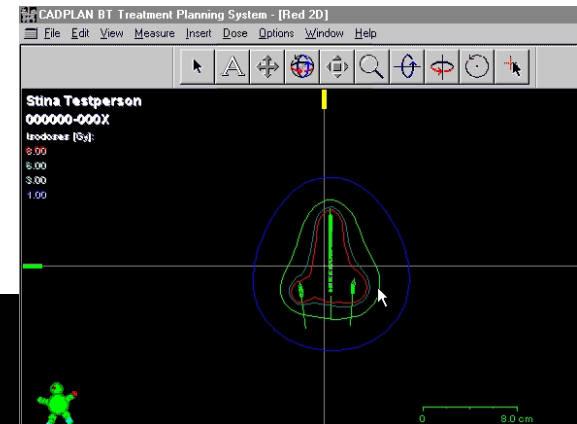 CADPLAN BT Treatment Planning System - [Red 2D]
File Edit View Measure Insert Dose Options Window Help
A
Stina Testperson
000000-000X
Isodoses [Gy]:
8.00
6.00
3.00
1.00
0 8.0 cm